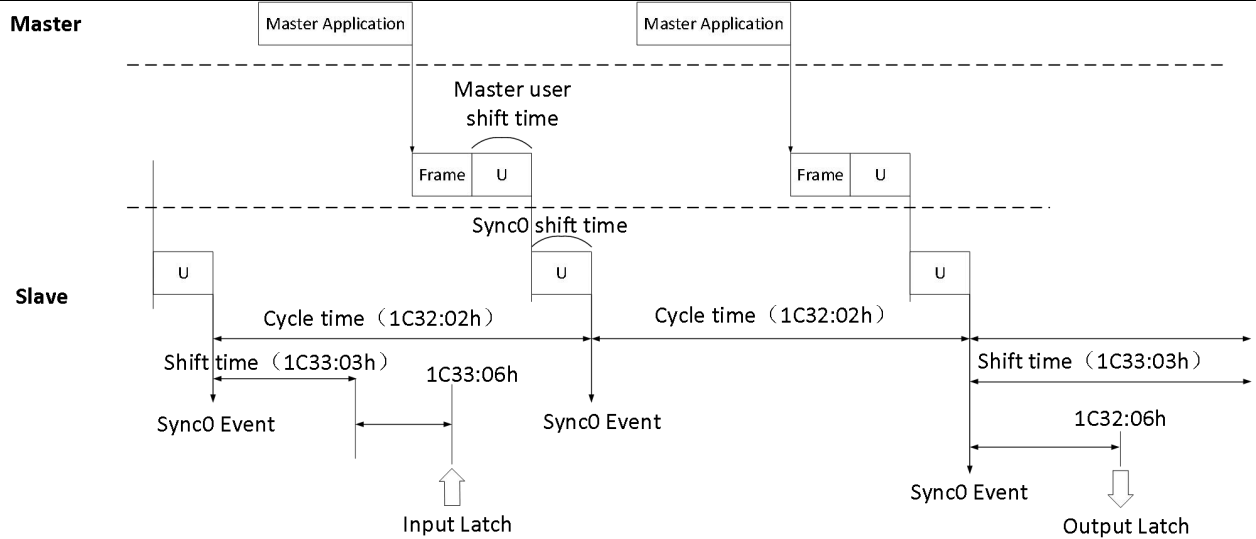 Master
Master Application
Master Application
Master user
shift time
Frame
U
Frame
U
Sync0 shift time
U
U
U
Slave
Cycle time（1C32:02h）
Cycle time（1C32:02h）
Shift time（1C33:03h）
1C33:06h
Shift time（1C33:03h）
Sync0 Event
Sync0 Event
1C32:06h
Sync0 Event
Input Latch
Output Latch